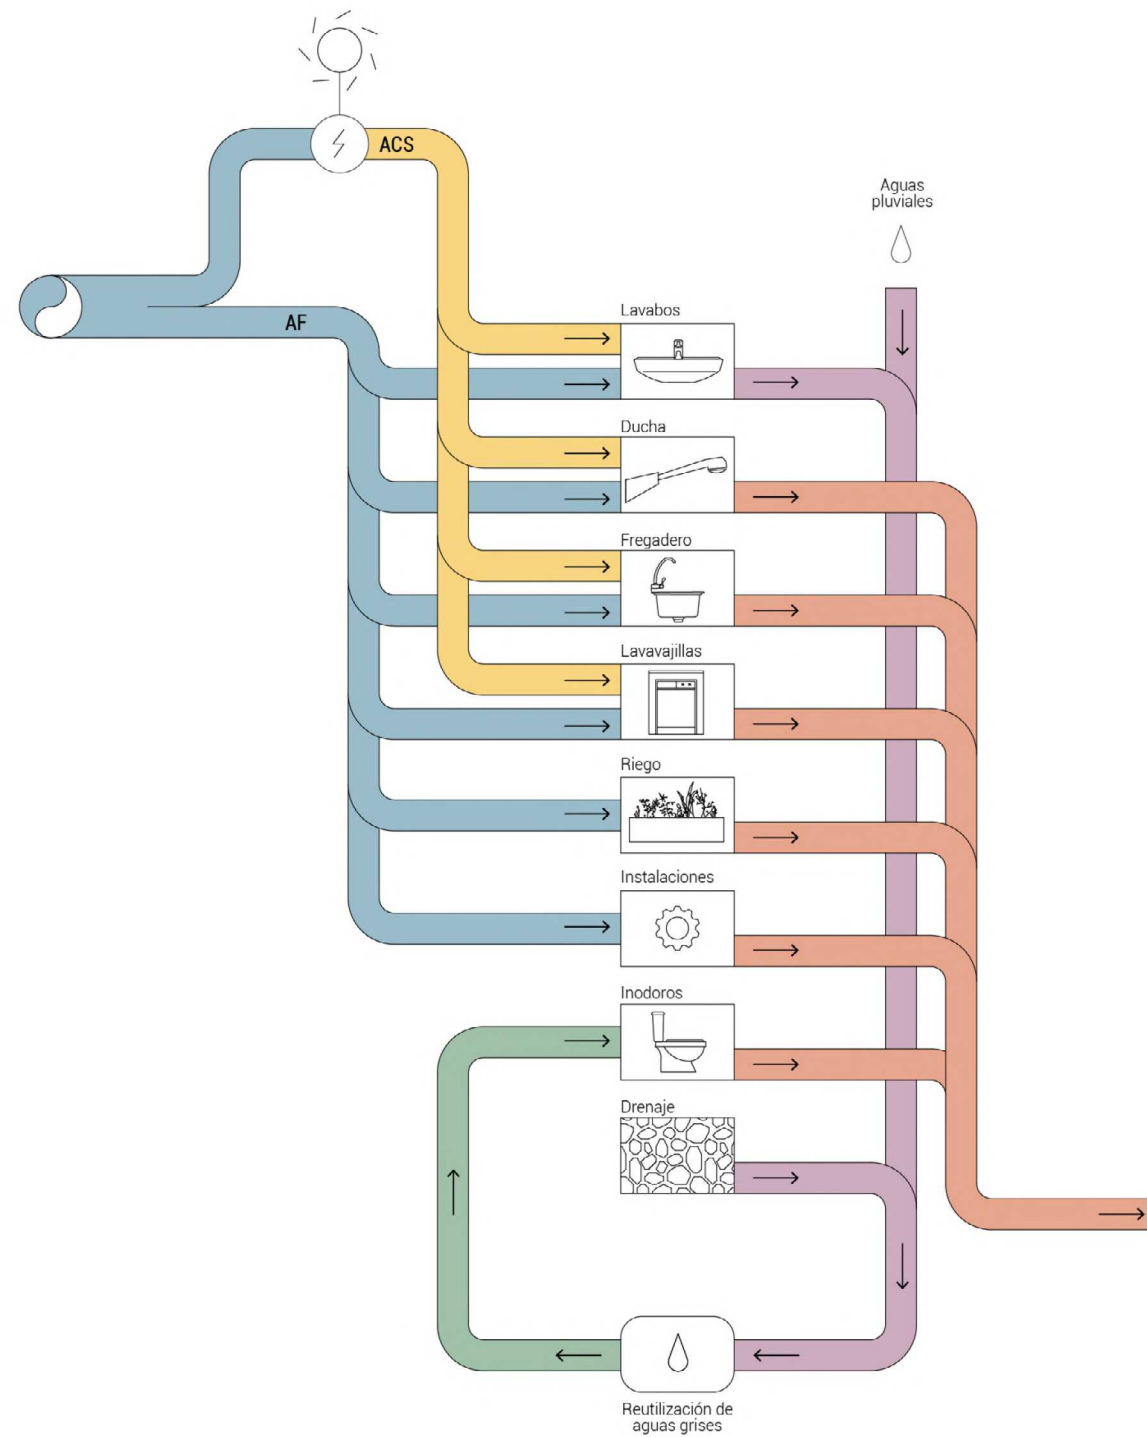 ACS
Aguas
pluviales
AF
Lavabos
Ducha
Fregadero
Lavavajillas
Riego
Instalaciones
Inodoros
Drenaje
Reutilización de
aguas grises